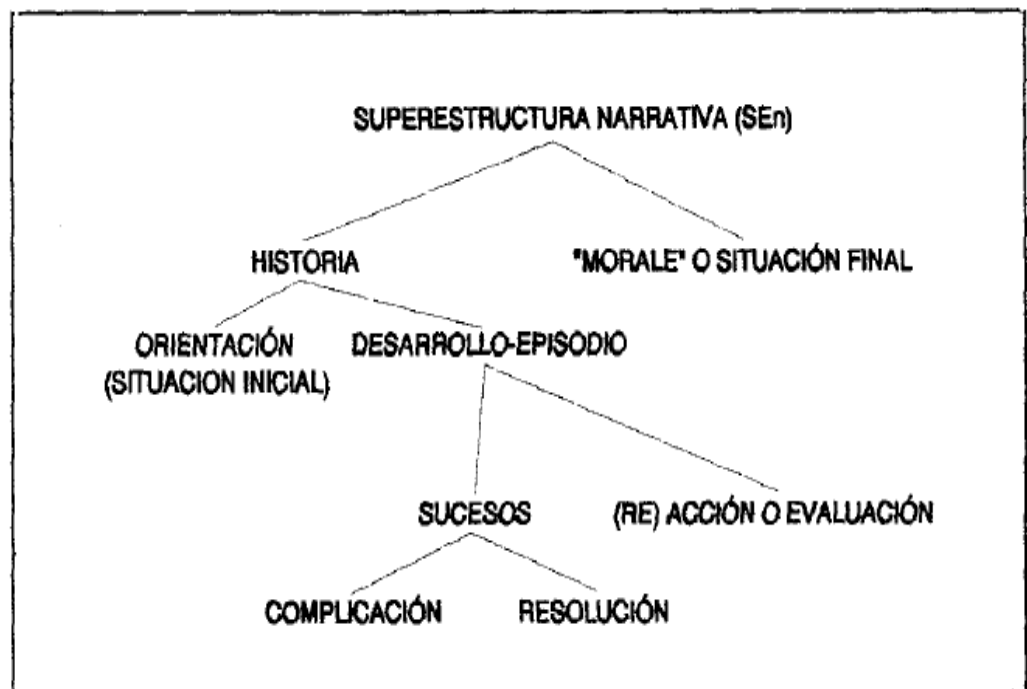 SUPERESTRUCTURA NARRATIVA (SEn)
HISTORIA
"MORALE" O SITUACIÓN FINAL
ORIENTACIÓN
(SITUACION INICIAL)
DESARROLLO-EPISODIO
SUCESOS
(RE) ACCIÓN O EVALUACIÓN
COMPLICACIÓN
RESOLUCIÓN